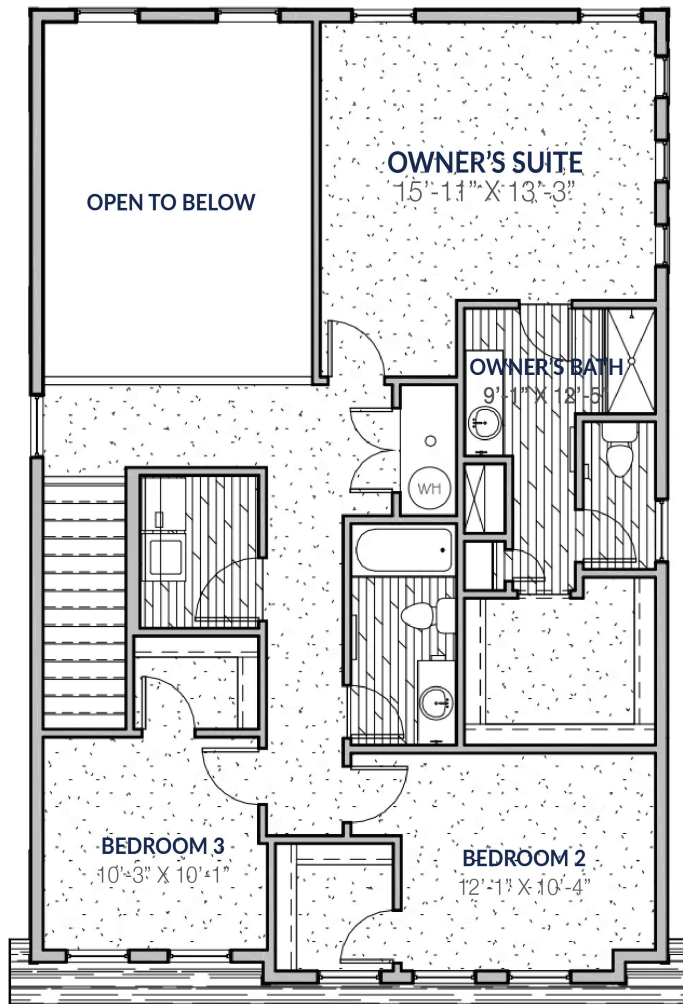 OWNER'S SUITE
15'-11" X 13'-3"
OPEN TO BELOW
OWNER'S BATH
9'-1" X 12'-5"
WH
BEDROOM 3
10'-3" X 10'-1"
BEDROOM 2
12'-1" X 10'-4"